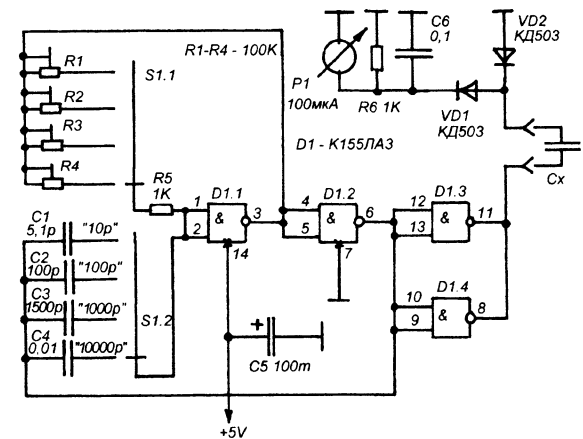 C6
0,1
VD2
КД503
R1
R1-R4 - 100K
S1.1
P1
100мкА
R6 1K
VD1
КД503
R2
R3
D1 - К155ЛА3
R4
R5
1K
Cx
D1.1
D1.2
D1.3
1
2
&
3
14
4
5
&
6
7
12
13
&
11
C1
5,1p
"10p"
C2
100p
"100p"
C3
1500p
"1000p"
C4
0,01
"10000p"
S1.2
D1.4
10
9
&
8
+
C5 100m
+5V